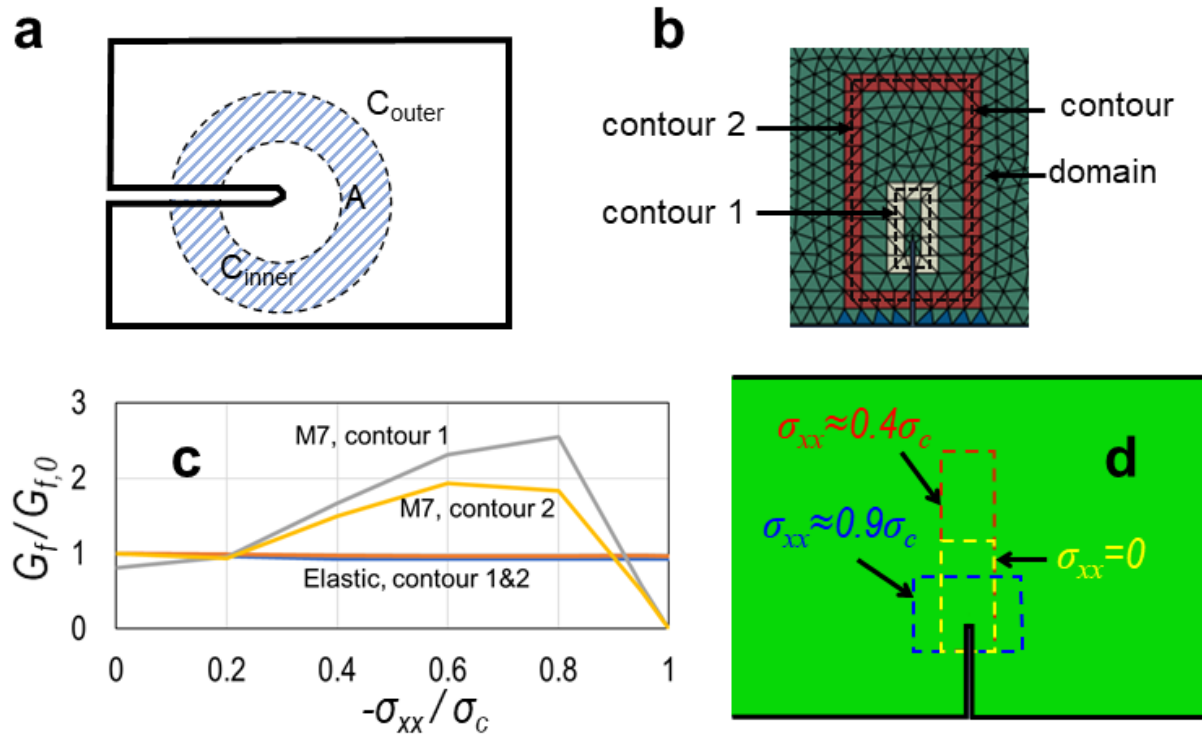 a
C_outer
A
C_inner
b
contour 2
contour
domain
contour 1
3
2
1
0
G_f / G_f,0
c
M7, contour 1
M7, contour 2
Elastic, contour 1&2
0
0.2
0.4
0.6
0.8
1
-σ_xx / σ_c
d
σ_xx≈0.4σ_c
σ_xx≈0.9σ_c
σ_xx=0